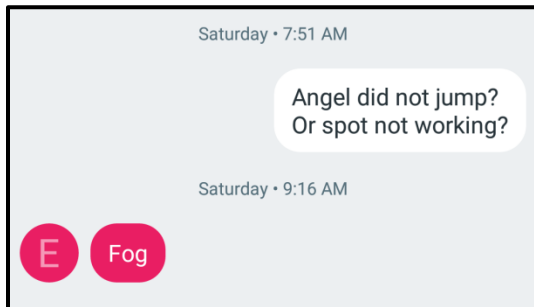 Saturday • 7:51 AM
Angel did not jump?
Or spot not working?
Saturday • 9:16 AM
E
Fog